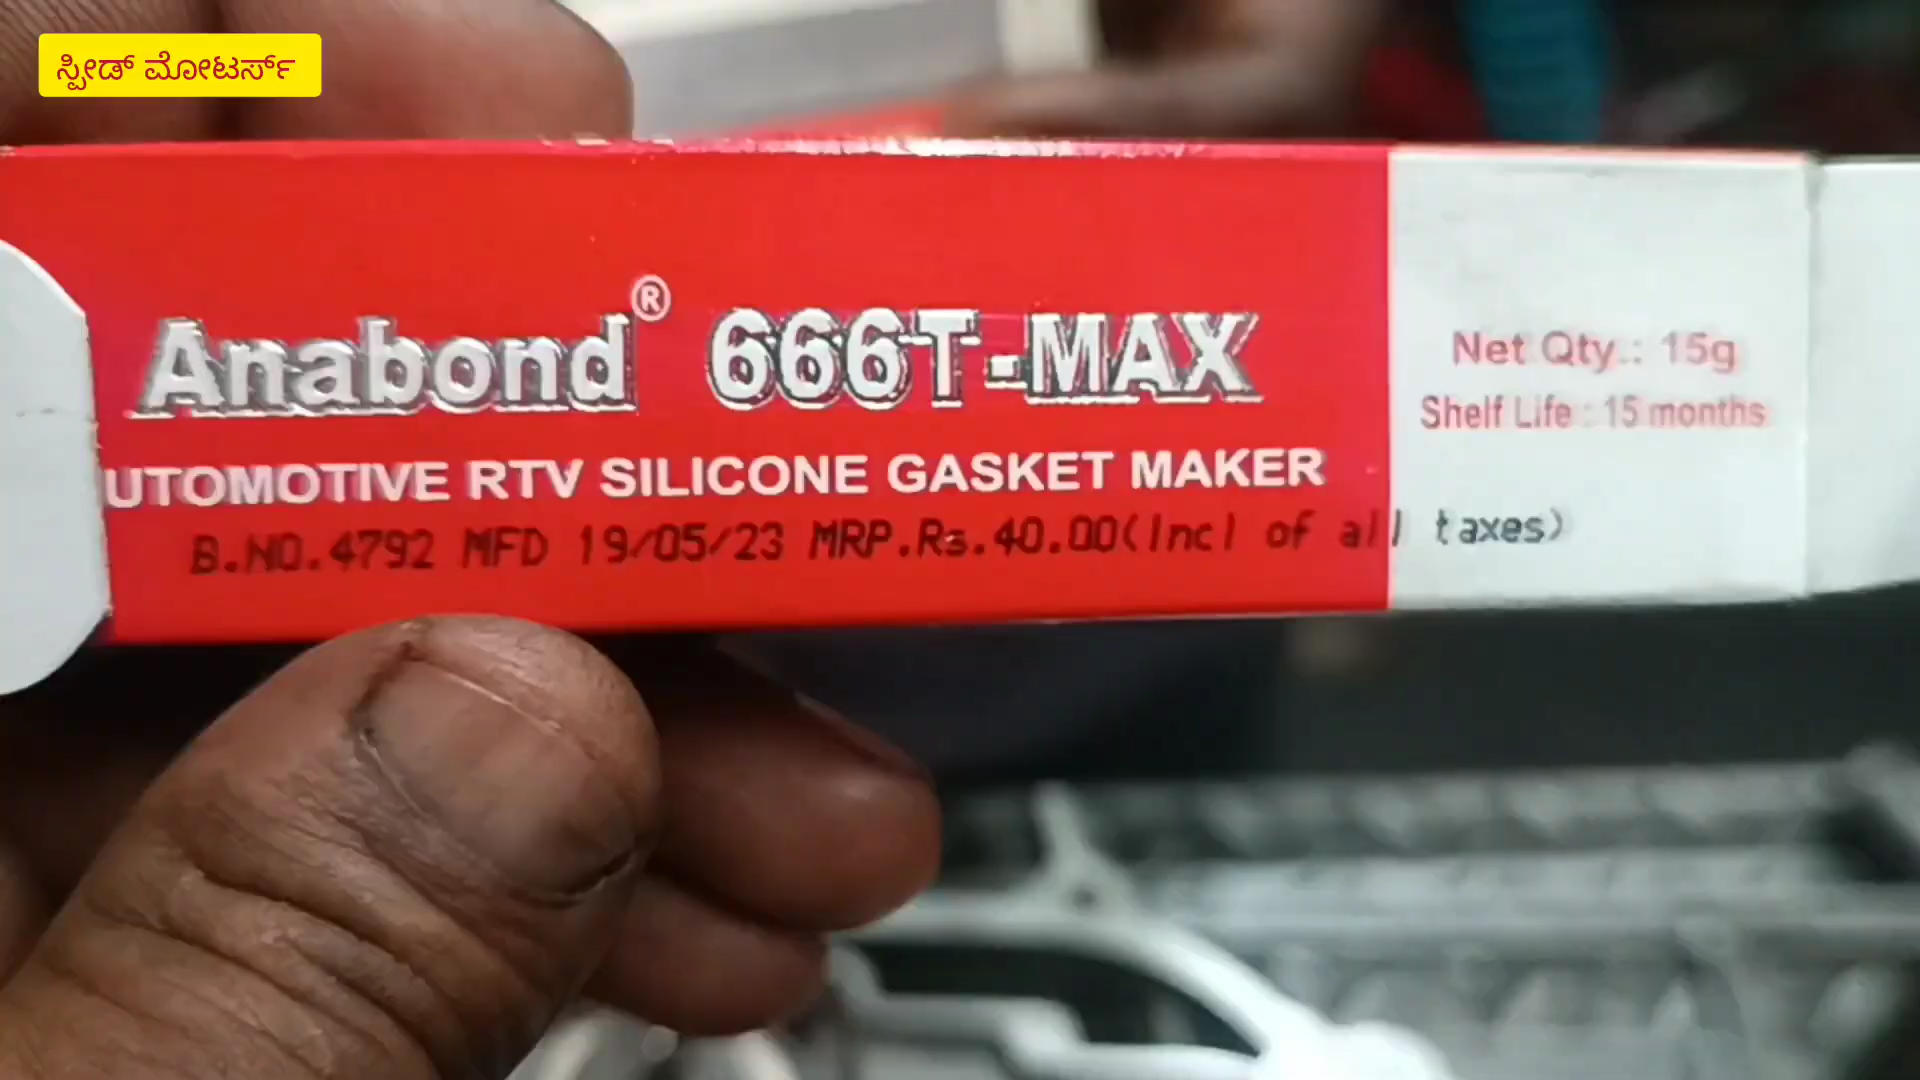 ಸ್ಪೀಡ್ ಮೋಟರ್ಸ್
Anabond® 666T-MAX
UTOMOTIVE RTV SILICONE GASKET MAKER
B.NO.4792 MFD 19/05/23 MRP.Rs.40.00(Incl of all taxes)
Net Qty.: 15g
Shelf Life : 15 months